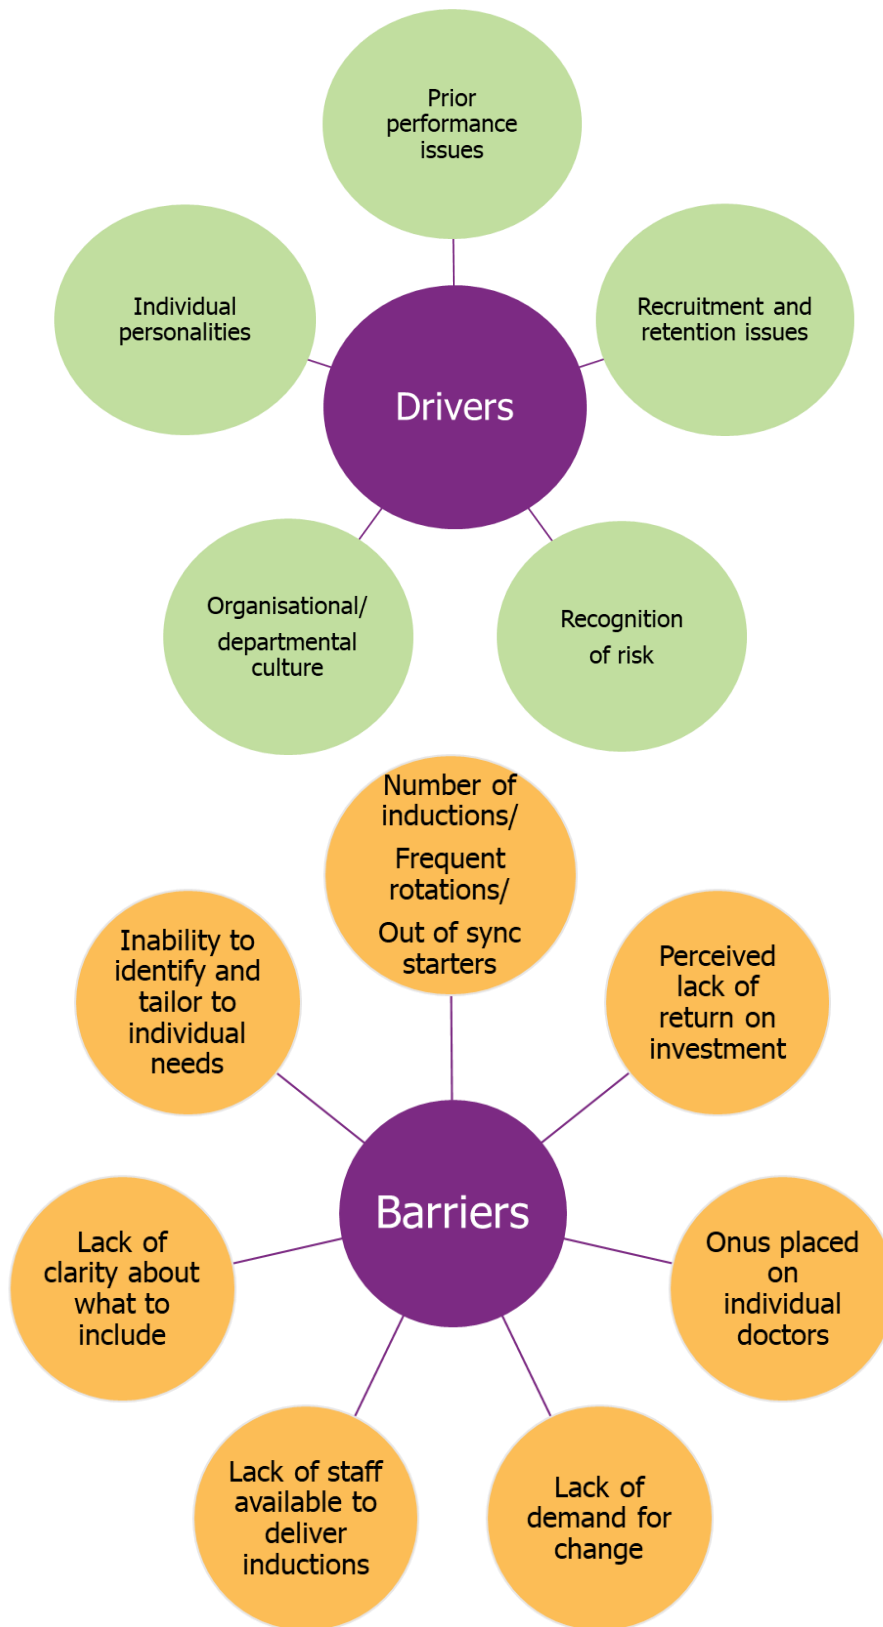 Prior
performance
issues
Individual
personalities
Recruitment and
retention issues
Drivers
Organisational/
departmental
culture
Recognition
of risk
Number of
inductions/
Frequent
rotations/
Out of sync
starters
Inability to
identify and
tailor to
individual
needs
Perceived
lack of
return on
investment
Barriers
Lack of
clarity about
what to
include
Onus placed
on
individual
doctors
Lack of staff
available to
deliver
inductions
Lack of
demand for
change